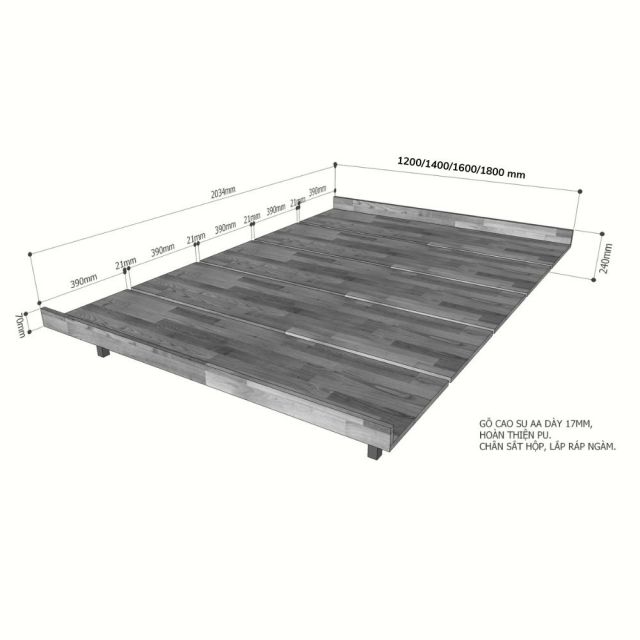 1200/1400/1600/1800 mm
2034mm
390mm
21mm
390mm
21mm
390mm
21mm
390mm
21mm
390mm
240mm
70mm
GỖ CAO SU AA DÀY 17MM,
HOÀN THIỆN PU.
CHÂN SẮT HỘP, LẮP RÁP NGÀM.